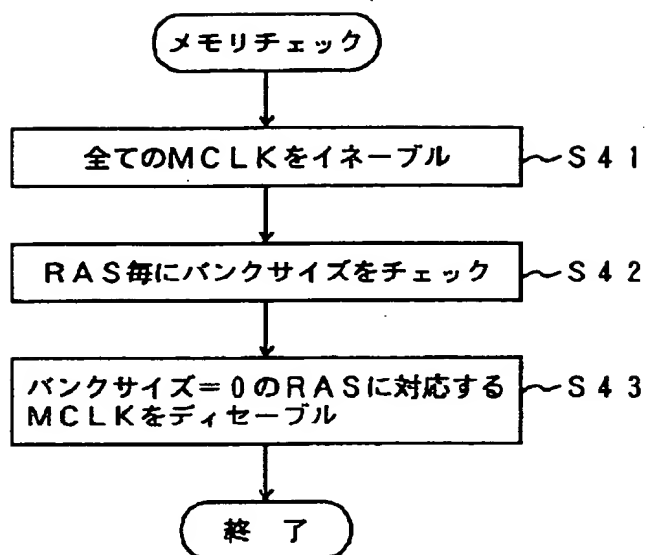 メモリチェック
全てのMCLKをイネーブル ～S41
RAS毎にバンクサイズをチェック ～S42
バンクサイズ=0のRASに対応する ～S43
MCLKをディセーブル
終了